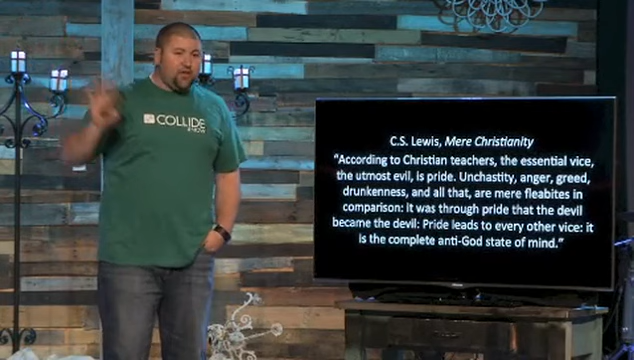 COLLIDE
C.S. Lewis, Mere Christianity
"According to Christian teachers, the essential vice,
the utmost evil, is pride. Unchastity, anger, greed,
drunkenness, and all that, are mere fleabites in
comparison: it was through pride that the devil
became the devil: Pride leads to every other vice: it
is the complete anti-God state of mind."